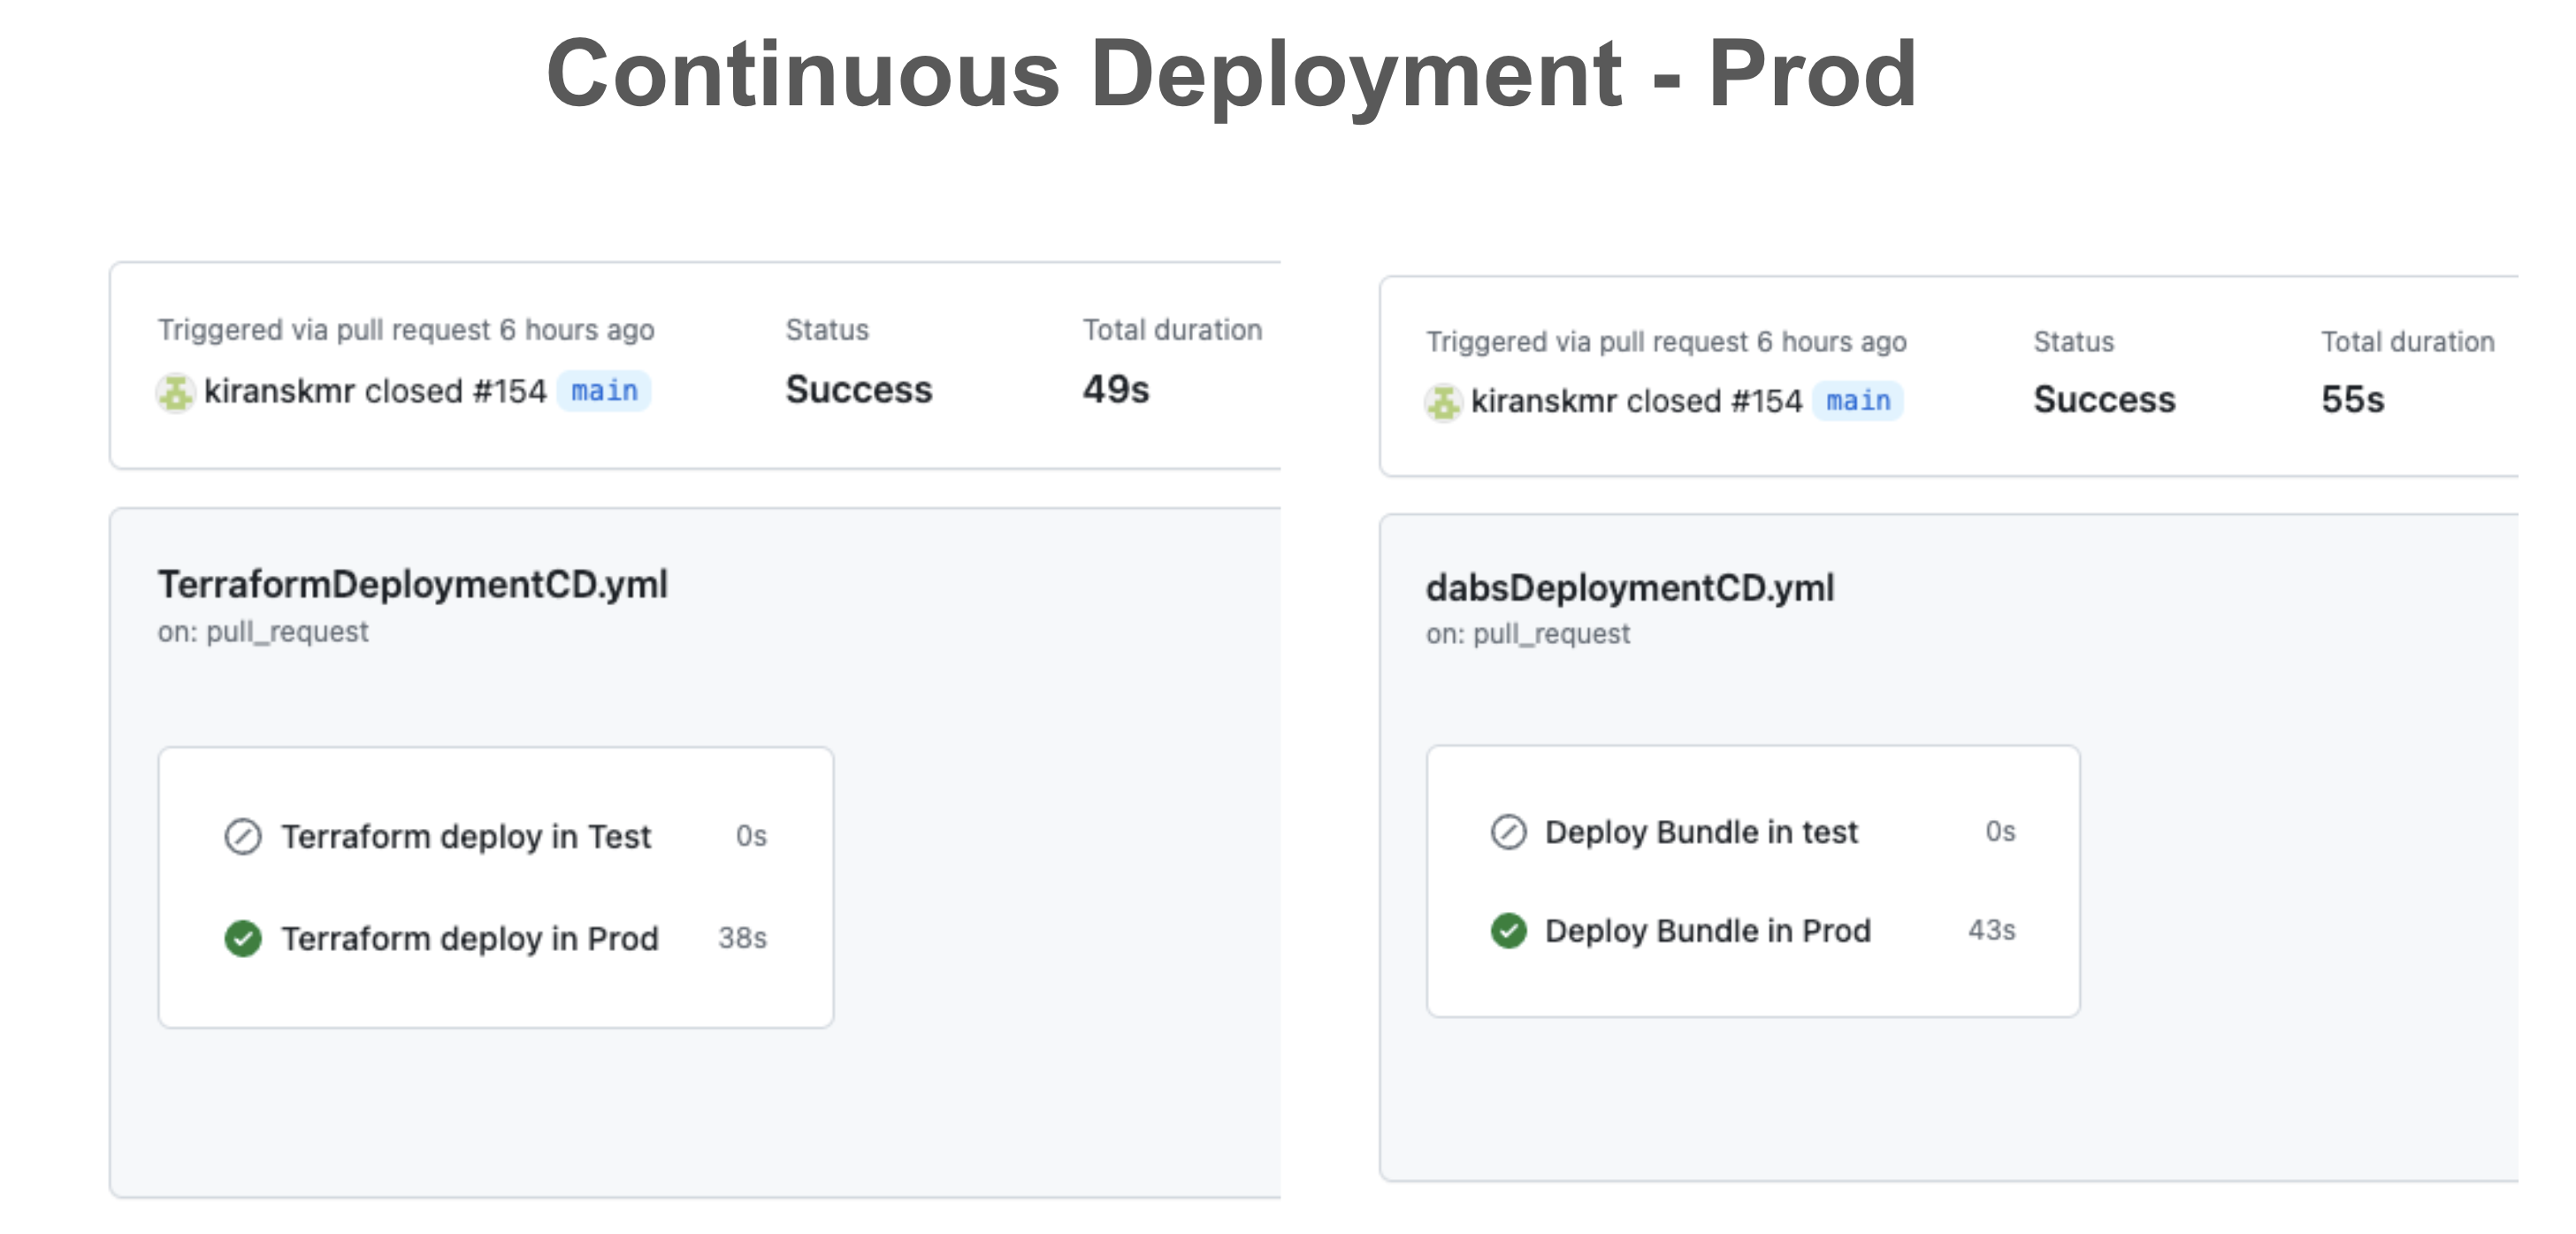 Continuous Deployment - Prod
Triggered via pull request 6 hours ago
Status
Total duration
kiranskmr closed #154 main
Success
49s
TerraformDeploymentCD.yml
on: pull_request
Terraform deploy in Test 0s
Terraform deploy in Prod 38s
Triggered via pull request 6 hours ago
Status
Total duration
kiranskmr closed #154 main
Success
55s
dabsDeploymentCD.yml
on: pull_request
Deploy Bundle in test 0s
Deploy Bundle in Prod 43s